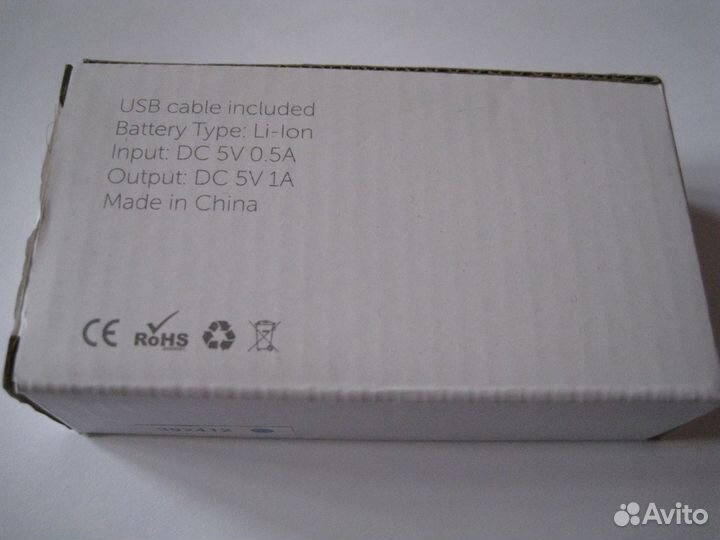 USB cable included
Battery Type: Li-Ion
Input: DC 5V 0.5A
Output: DC 5V 1A
Made in China
CE RoHS
Avito